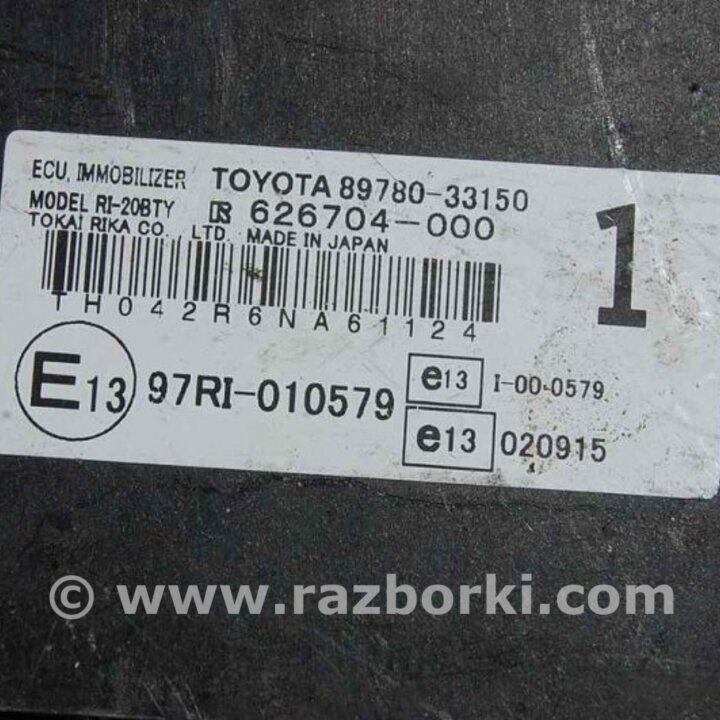 ECU, IMMOBILIZER TOYOTA 89780-33150
MODEL RI-20BTY 626704-000
TOKAI RIKA CO., LTD. MADE IN JAPAN
1
TH042R6NA61124
E13 97RI-010579
e13 I-00-0579
e13 020915
© www.razborki.com